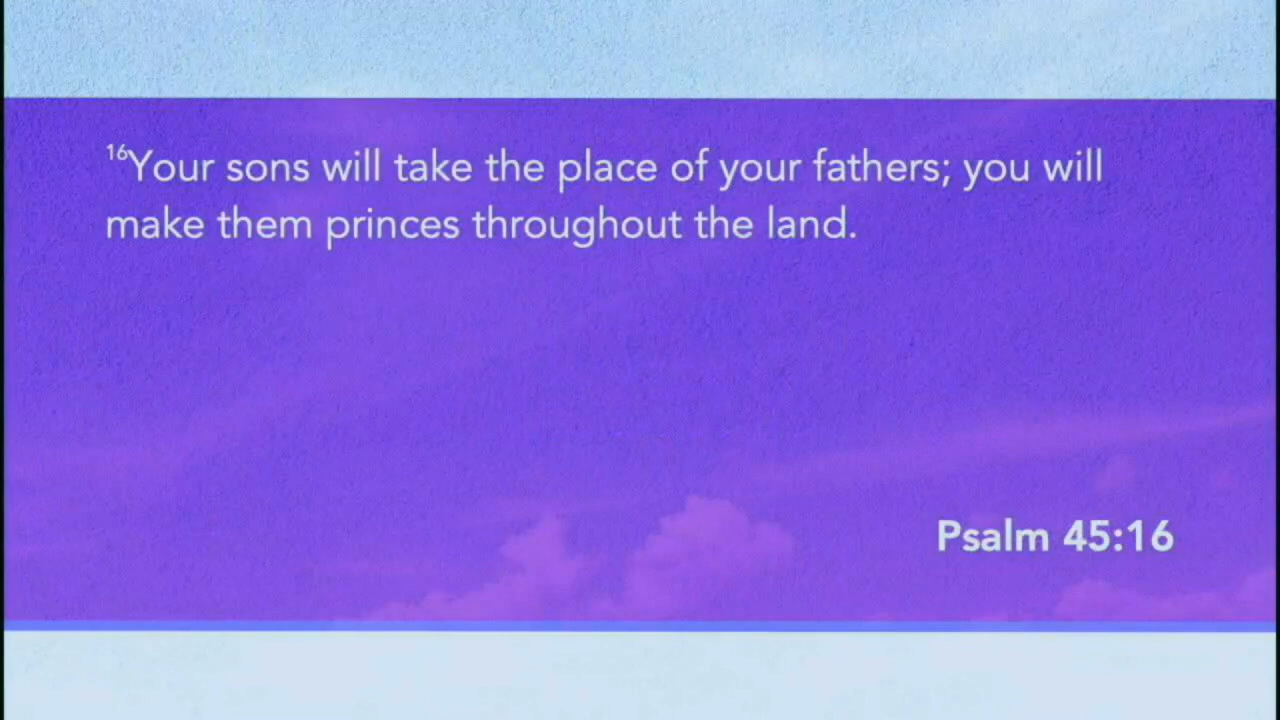 16Your sons will take the place of your fathers; you will
make them princes throughout the land.
Psalm 45:16